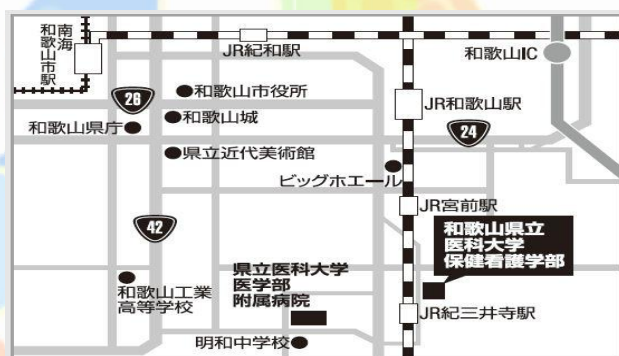 南海
和歌山市駅
JR紀和駅
和歌山IC
26
和歌山市役所
JR和歌山駅
和歌山城
24
和歌山県庁
県立近代美術館
ビッグホエール
JR宮前駅
42
和歌山県立
医科大学
保健看護学部
県立医科大学
医学部
附属病院
和歌山工業
高等学校
JR紀三井寺駅
明和中学校